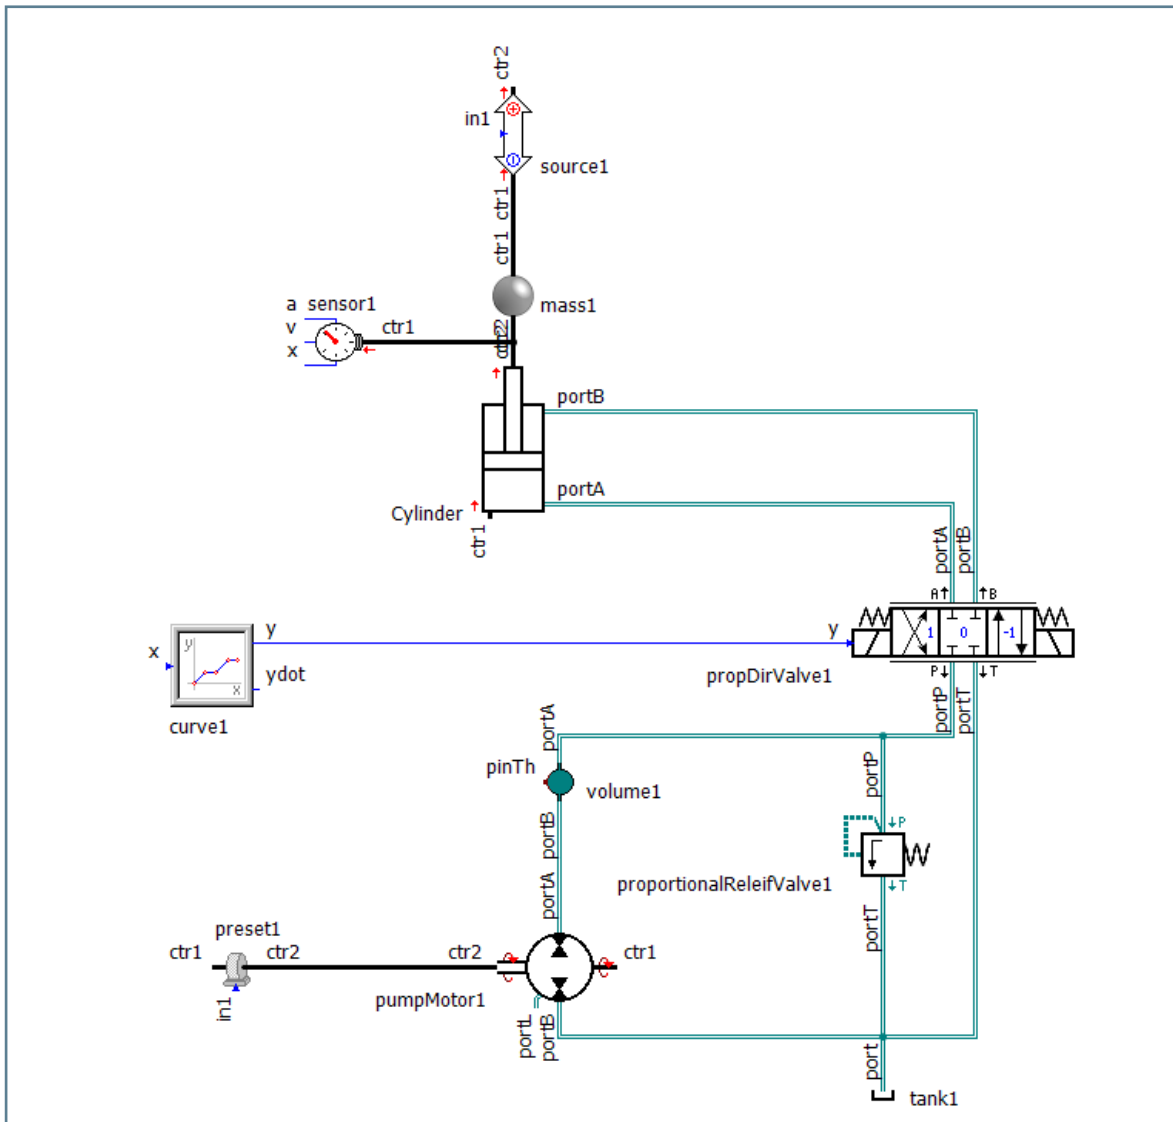 ctr2
in1
source1
ctr1
ctr1
mass1
a sensor1
v
x
ctr1
ctr2
portB
portA
Cylinder
ctr1
portA
portB
A
B
y
y
x
ydot
y
x
1
0
-1
propDirValve1
P
T
curve1
portP
portT
portA
pinTh
volume1
portP
portB
P
proportionalReleifValve1
T
portA
portT
preset1
ctr1
ctr2
ctr2
ctr1
pumpMotor1
in1
portL
portB
port
tank1